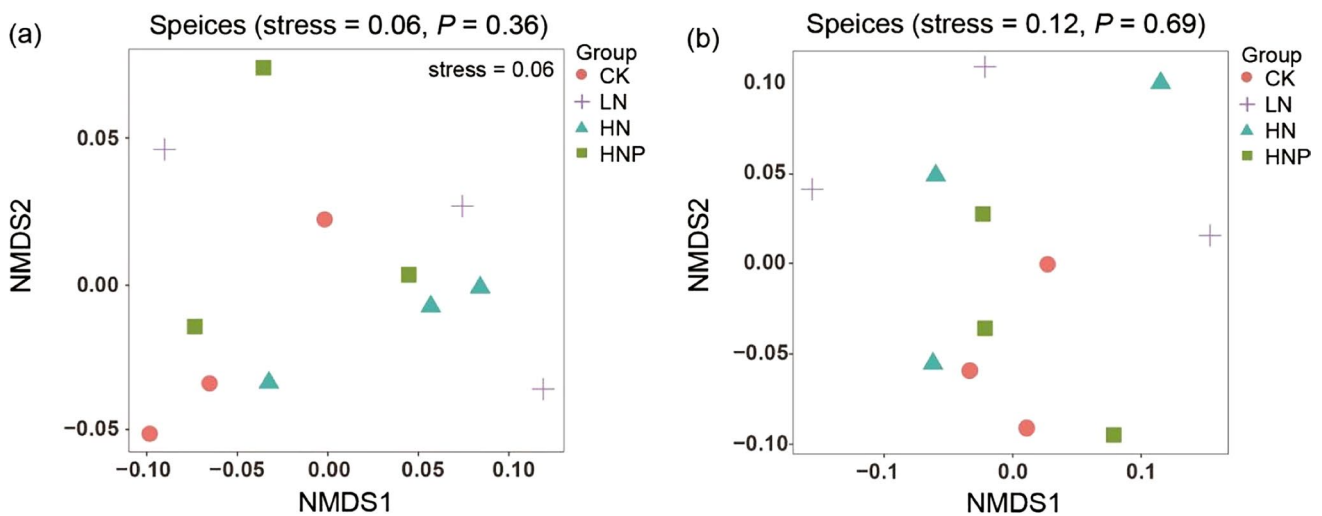 (a)
Speices (stress = 0.06, P = 0.36)
stress = 0.06
Group
CK
LN
HN
HNP
NMDS2
0.05
0.00
−0.05
−0.10
−0.05
0.00
0.05
0.10
NMDS1
(b)
Speices (stress = 0.12, P = 0.69)
Group
CK
LN
HN
HNP
NMDS2
0.10
0.05
0.00
−0.05
−0.10
−0.1
0.0
0.1
NMDS1